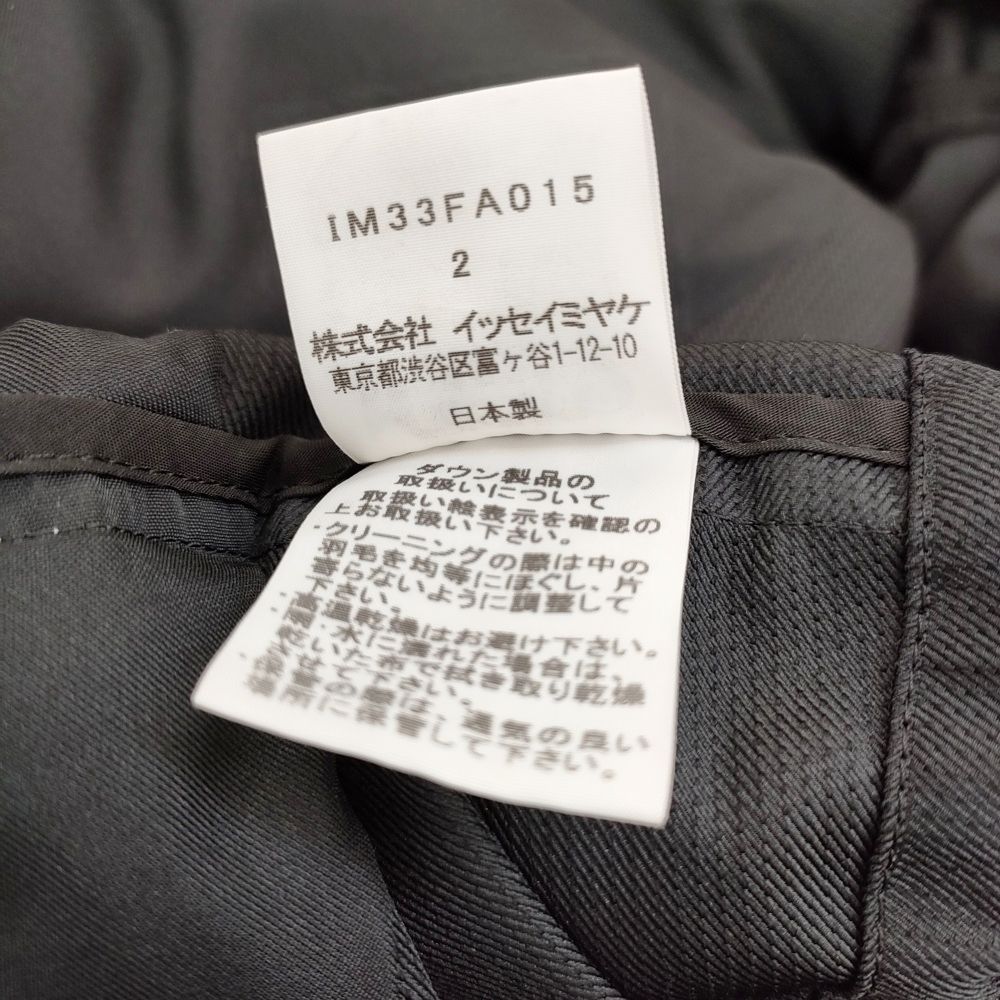 IM33FA015
2
株式会社 イッセイミヤケ
東京都渋谷区富ヶ谷1-12-10
日本製
ダウン製品の
取扱いについて
取扱い絵表示を確認の
上お取扱い下さい。
・クリーニングの際は中の
羽毛を均等にほぐし、片
寄らないように調整して
下さい。
・高温乾燥はお避け下さい。
・雨・水に濡れた場合は、
乾いた布で拭き取り乾燥
させて下さい。
・保管の際は、通気の良い
場所に保管して下さい。